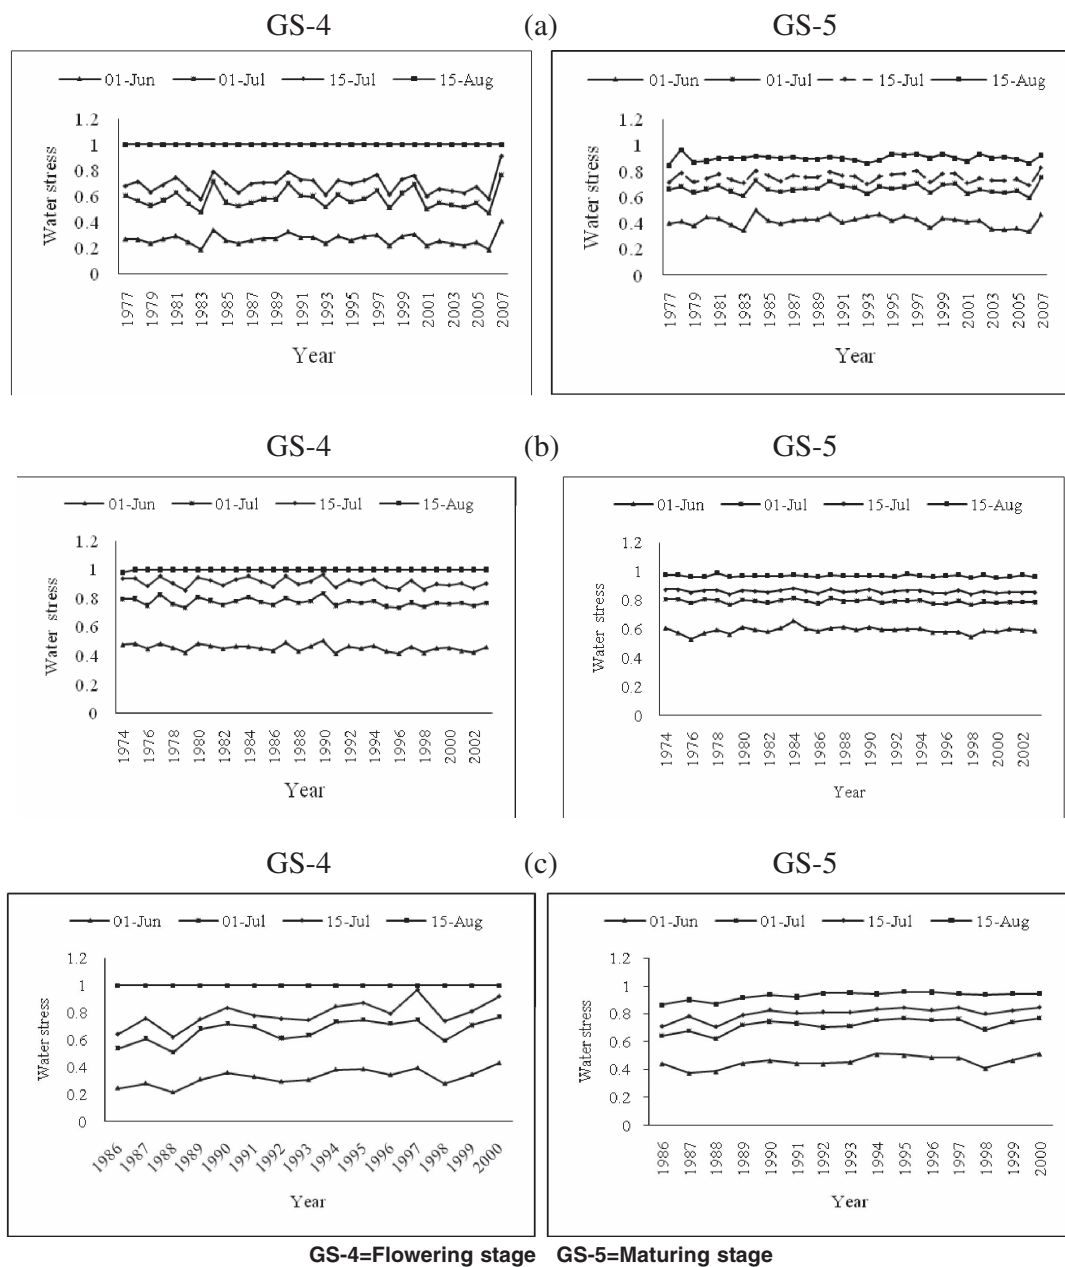 GS-4 (a) GS-5
01-Jun 01-Jul 15-Jul 15-Aug
Water stress
1.2
1
0.8
0.6
0.4
0.2
0
1977 1979 1981 1983 1985 1987 1989 1991 1993 1995 1997 1999 2001 2003 2005 2007
Year
01-Jun 01-Jul 15-Jul 15-Aug
Water stress
1.2
1
0.8
0.6
0.4
0.2
0
1977 1979 1981 1983 1985 1987 1989 1991 1993 1995 1997 1999 2001 2003 2005 2007
Year
GS-4 (b) GS-5
01-Jun 01-Jul 15-Jul 15-Aug
Water stress
1.2
1
0.8
0.6
0.4
0.2
0
1974 1976 1978 1980 1982 1984 1986 1988 1990 1992 1994 1996 1998 2000 2002
Year
01-Jun 01-Jul 15-Jul 15-Aug
Water stress
1.2
1
0.8
0.6
0.4
0.2
0
1974 1976 1978 1980 1982 1984 1986 1988 1990 1992 1994 1996 1998 2000 2002
Year
GS-4 (c) GS-5
01-Jun 01-Jul 15-Jul 15-Aug
Water stress
1.2
1
0.8
0.6
0.4
0.2
0
1986 1987 1988 1989 1990 1991 1992 1993 1994 1995 1996 1997 1998 1999 2000
Year
01-Jun 01-Jul 15-Jul 15-Aug
Water stress
1.2
1
0.8
0.6
0.4
0.2
0
1986 1987 1988 1989 1990 1991 1992 1993 1994 1995 1996 1997 1998 1999 2000
Year
GS-4=Flowering stage GS-5=Maturing stage